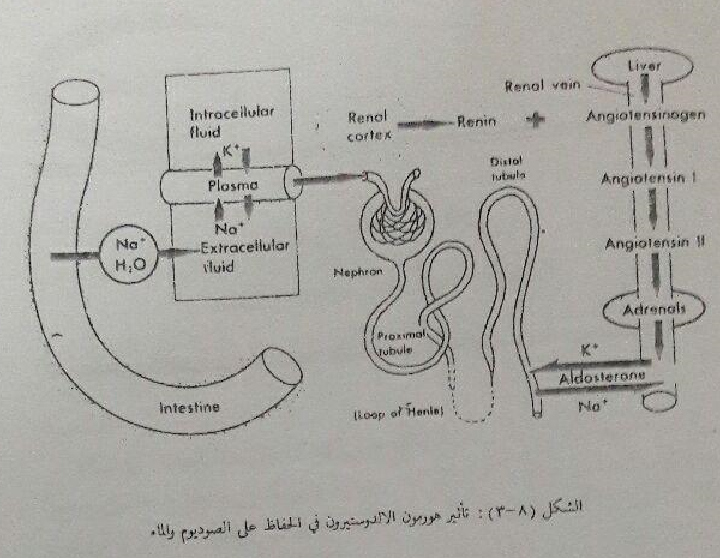 Liver
Renal vain
Intracellular
fluid
Renal
cortex
Renin
+
Angiotensinogen
K+
Distal
tubule
Plasma
Angiotensin I
Na+
Extracellular
fluid
Na+
H2O
Angiotensin II
Nephron
Adrenals
Proximal
tubule
K+
Aldosterone
Na+
Intestine
(Loop of Henle)
الشكل (٨-٣): تأثير هورمون الالدوستيرون في الحفاظ على الصوديوم والماء